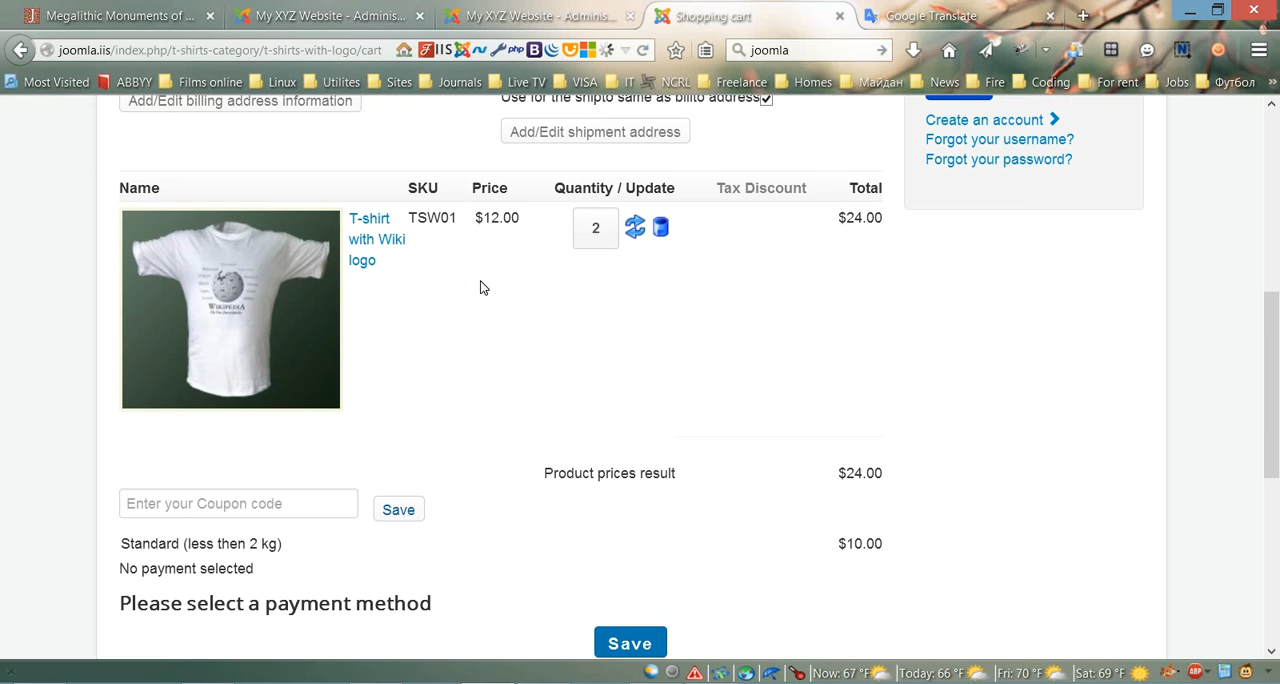 Megalithic Monuments of ... × My XYZ Website - Adminis... × My XYZ Website - Adminis... × Shopping cart × Google Translate × +
joomla.iis/index.php/t-shirts-category/t-shirts-with-logo/cart IIS php B joomla
Most Visited ABBYY Films online Linux Utilites Sites Journals Live TV VISA IT NCRL Freelance Homes Майдан News Fire Coding For rent Jobs Футбол »
Add/Edit billing address information
Use for the shipto same as billto address
Add/Edit shipment address
Create an account
Forgot your username?
Forgot your password?
Name SKU Price Quantity / Update Tax Discount Total
T-shirt with Wiki logo TSW01 $12.00 2 $24.00
WIKIPEDIA
Product prices result $24.00
Enter your Coupon code Save
Standard (less then 2 kg) $10.00
No payment selected
Please select a payment method
Save
Now: 67 °F Today: 66 °F Fri: 70 °F Sat: 69 °F ABP